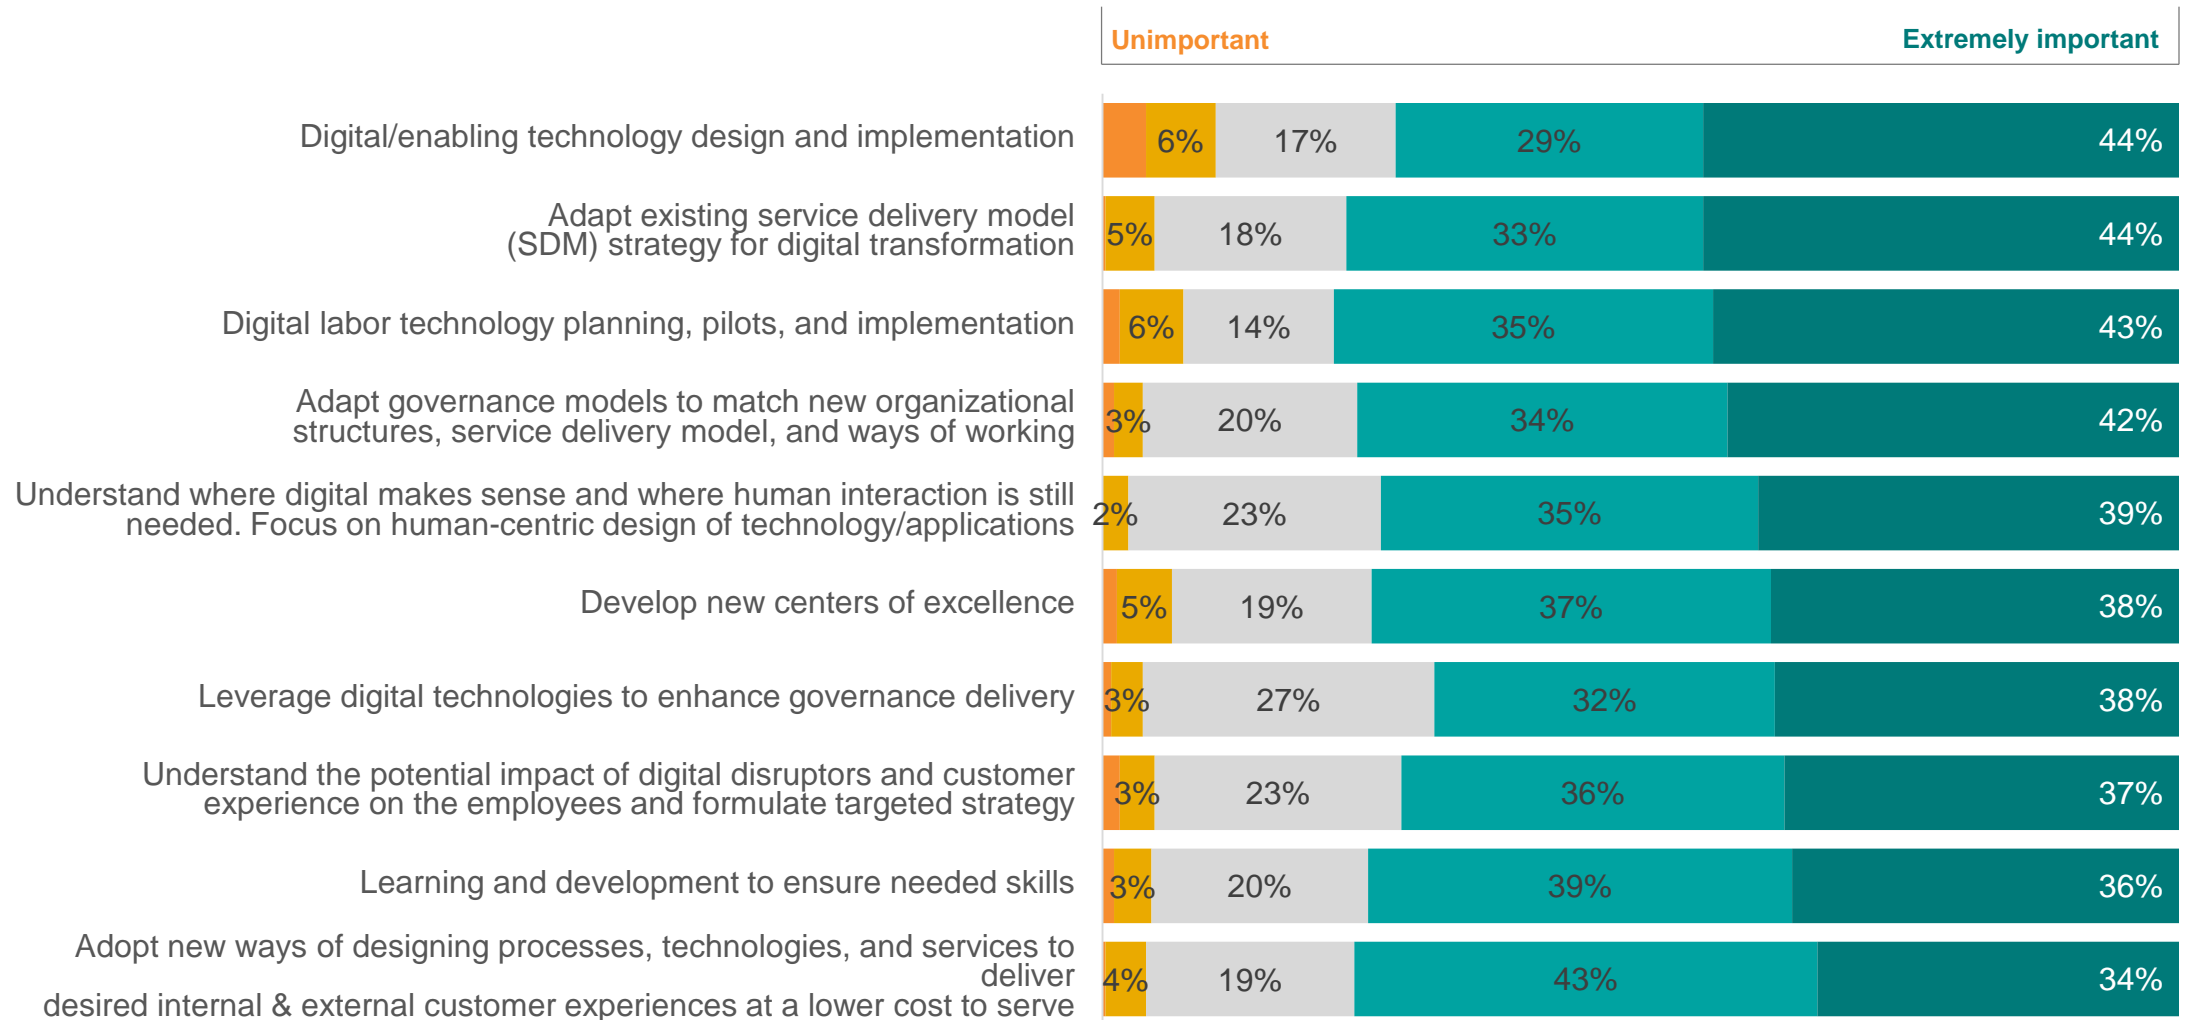 Unimportant Extremely important
Digital/enabling technology design and implementation 6% 17% 29% 44%
Adapt existing service delivery model
(SDM) strategy for digital transformation 5% 18% 33% 44%
Digital labor technology planning, pilots, and implementation 6% 14% 35% 43%
Adapt governance models to match new organizational
structures, service delivery model, and ways of working 3% 20% 34% 42%
Understand where digital makes sense and where human interaction is still
needed. Focus on human-centric design of technology/applications 2% 23% 35% 39%
Develop new centers of excellence 5% 19% 37% 38%
Leverage digital technologies to enhance governance delivery 3% 27% 32% 38%
Understand the potential impact of digital disruptors and customer
experience on the employees and formulate targeted strategy 3% 23% 36% 37%
Learning and development to ensure needed skills 3% 20% 39% 36%
Adopt new ways of designing processes, technologies, and services to
deliver
desired internal & external customer experiences at a lower cost to serve 4% 19% 43% 34%